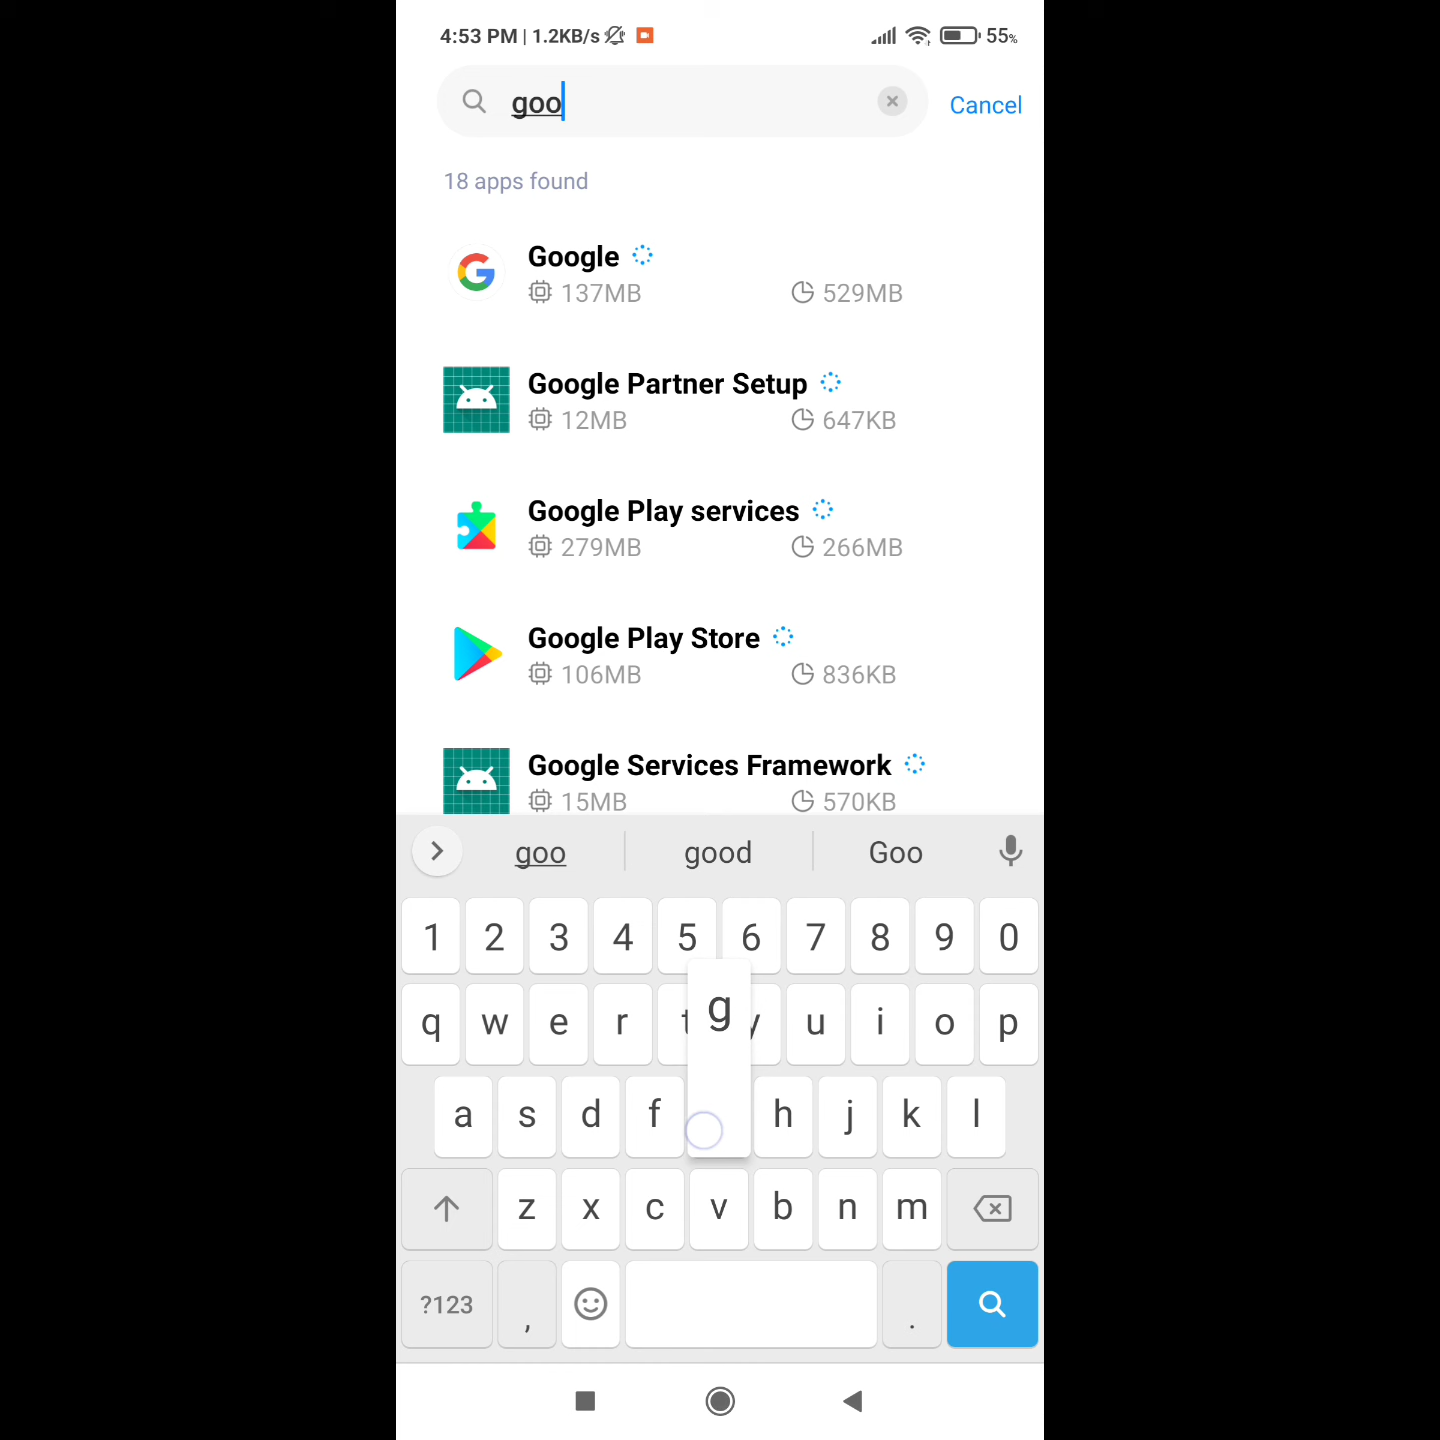 4:53 PM | 1.2KB/s 55%
goo Cancel
18 apps found
Google
137MB 529MB
Google Partner Setup
12MB 647KB
Google Play services
279MB 266MB
Google Play Store
106MB 836KB
Google Services Framework
15MB 570KB
goo good Goo
1 2 3 4 5 6 7 8 9 0
q w e r t g y u i o p
a s d f h j k l
z x c v b n m
?123 , .